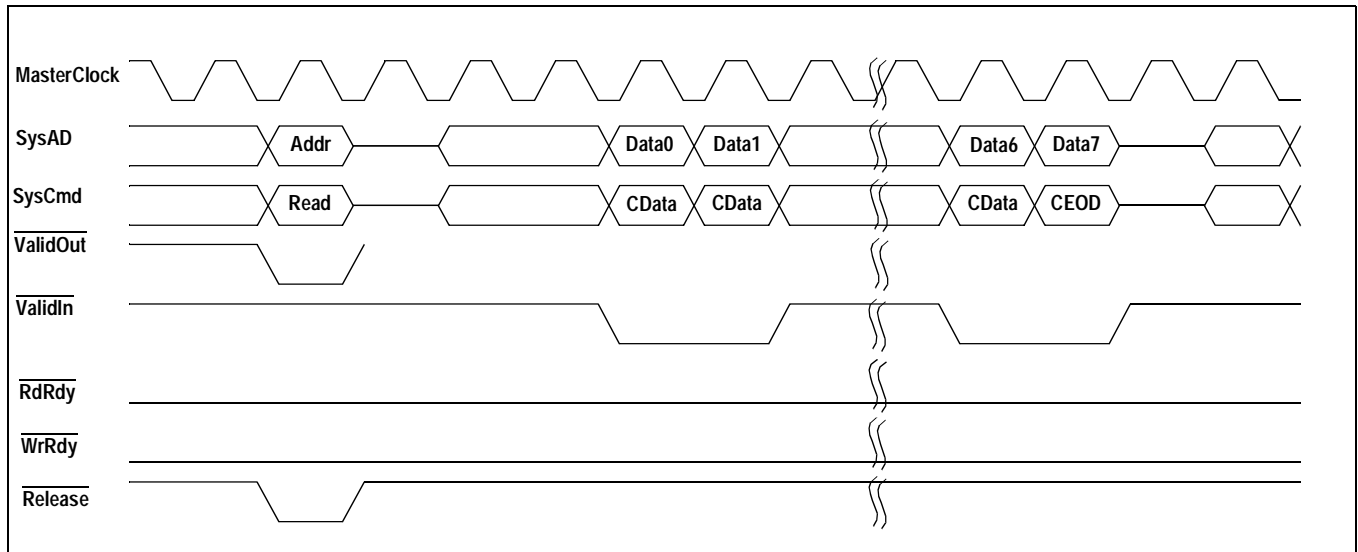 MasterClock
SysAD Addr Data0 Data1 Data6 Data7
SysCmd Read CData CData CData CEOD
ValidOut
ValidIn
RdRdy
WrRdy
Release